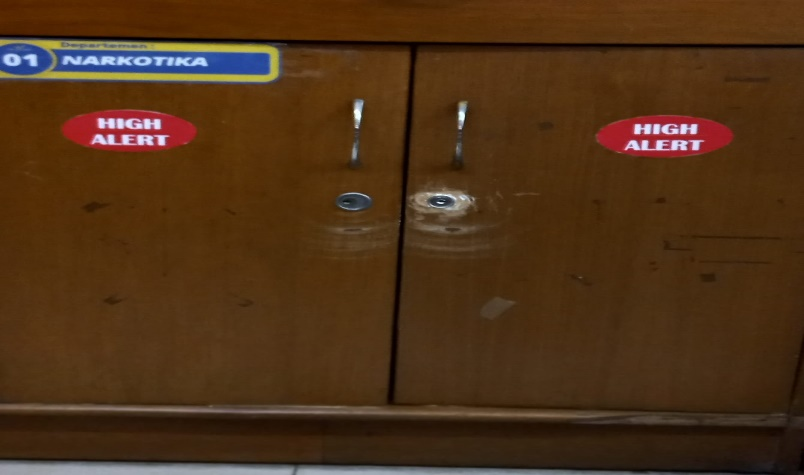 Departemen :
01 NARKOTIKA
HIGH
ALERT
HIGH
ALERT